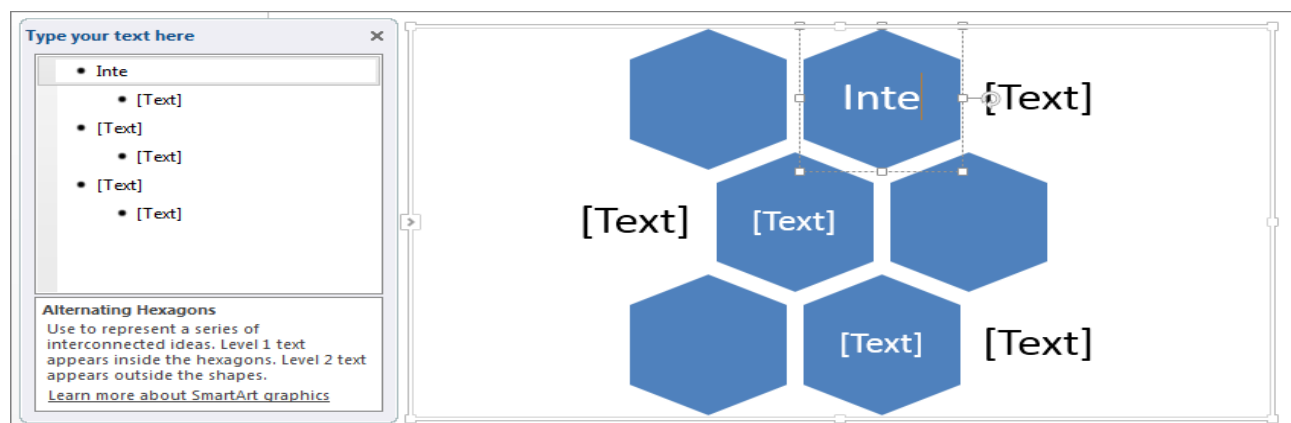 Type your text here
• Inte
• [Text]
• [Text]
• [Text]
• [Text]
• [Text]
Alternating Hexagons
Use to represent a series of
interconnected ideas. Level 1 text
appears inside the hexagons. Level 2 text
appears outside the shapes.
Learn more about SmartArt graphics
Inte [Text]
[Text] [Text]
[Text] [Text]